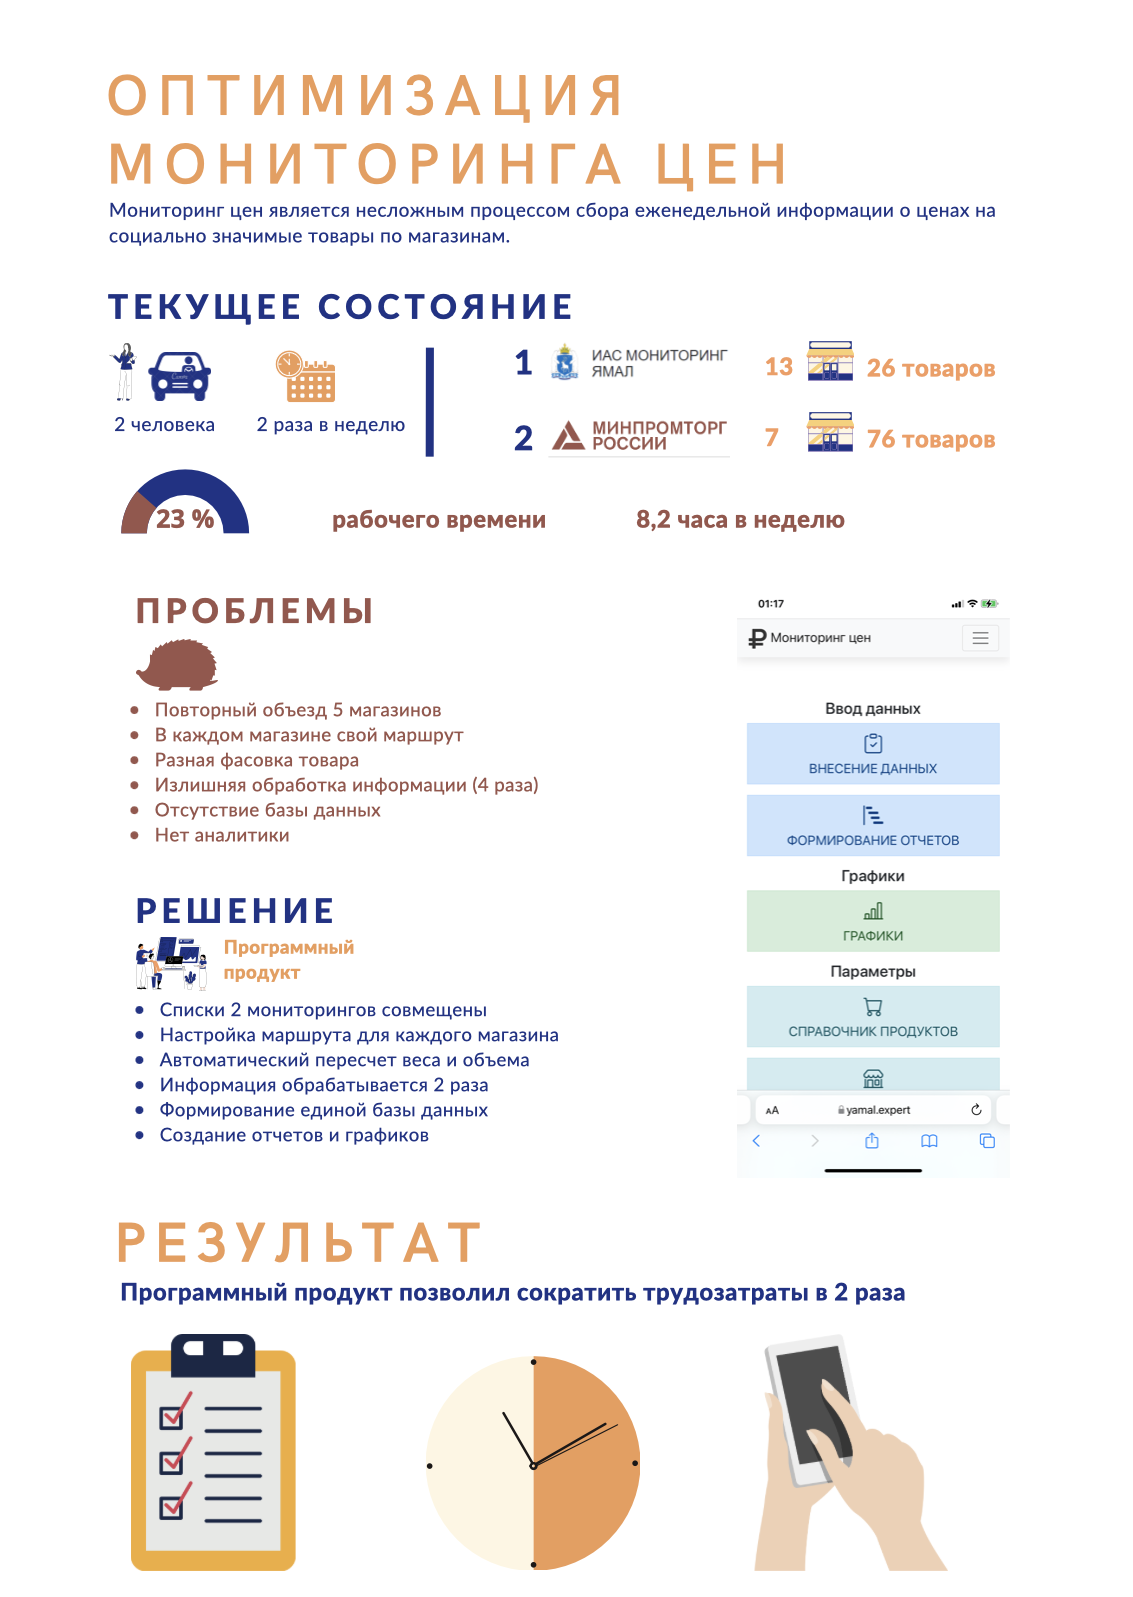 ОПТИМИЗАЦИЯ
МОНИТОРИНГА ЦЕН
Мониторинг цен является несложным процессом сбора еженедельной информации о ценах на
социально значимые товары по магазинам.
ТЕКУЩЕЕ СОСТОЯНИЕ
2 человека
2 раза в неделю
1
ИАС МОНИТОРИНГ
ЯМАЛ
13
26 товаров
2
МИНПРОМТОРГ
РОССИИ
7
76 товаров
23 %
рабочего времени
8,2 часа в неделю
ПРОБЛЕМЫ
• Повторный объезд 5 магазинов
• В каждом магазине свой маршрут
• Разная фасовка товара
• Излишняя обработка информации (4 раза)
• Отсутствие базы данных
• Нет аналитики
РЕШЕНИЕ
Программный
продукт
• Списки 2 мониторингов совмещены
• Настройка маршрута для каждого магазина
• Автоматический пересчет веса и объема
• Информация обрабатывается 2 раза
• Формирование единой базы данных
• Создание отчетов и графиков
01:17
₽ Мониторинг цен
Ввод данных
ВНЕСЕНИЕ ДАННЫХ
ФОРМИРОВАНИЕ ОТЧЕТОВ
Графики
ГРАФИКИ
Параметры
СПРАВОЧНИК ПРОДУКТОВ
AA
yamal.expert
РЕЗУЛЬТАТ
Программный продукт позволил сократить трудозатраты в 2 раза